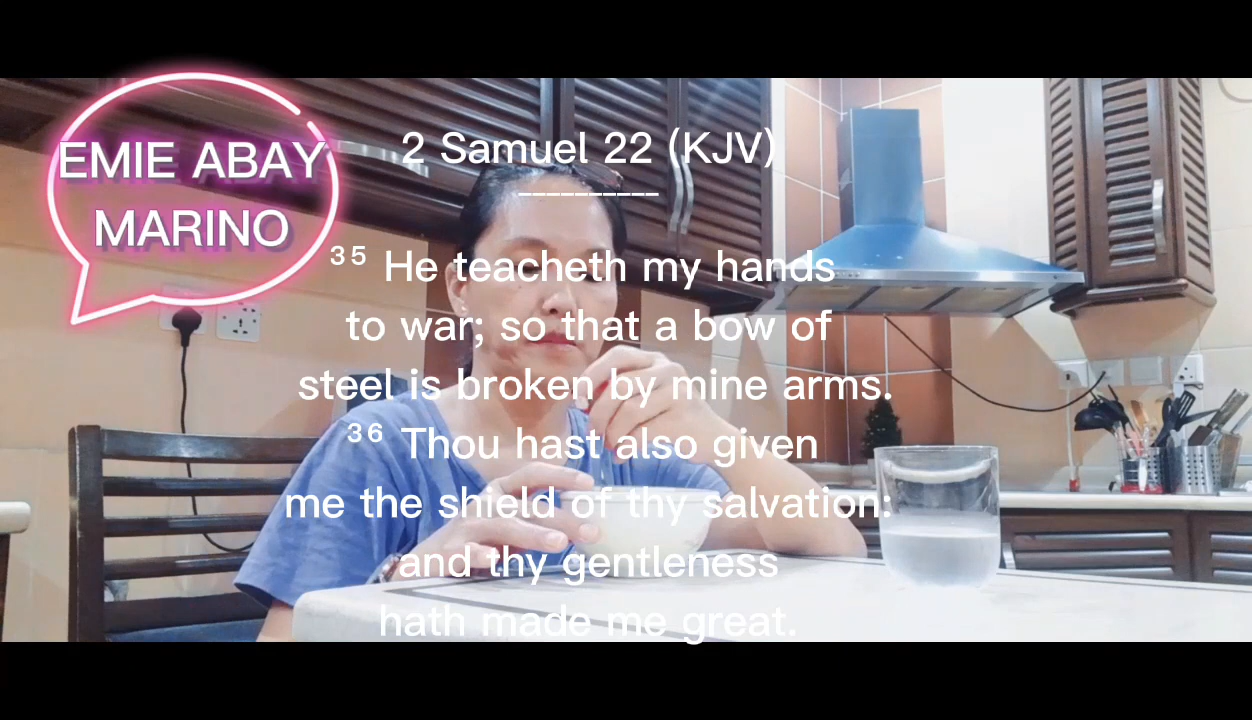 EMIE ABAY
MARINO
2 Samuel 22 (KJV)
__________
³⁵ He teacheth my hands
to war; so that a bow of
steel is broken by mine arms.
³⁶ Thou hast also given
me the shield of thy salvation:
and thy gentleness
hath made me great.